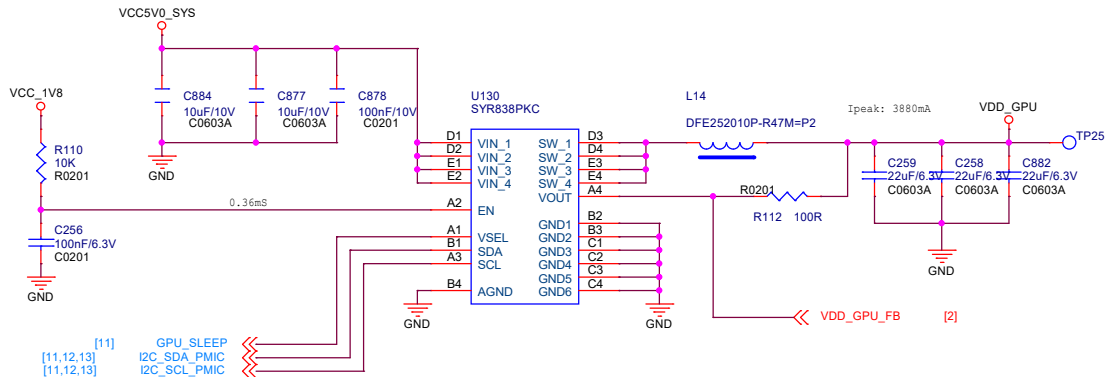 VCC5V0_SYS
VCC_1V8
C884
10uF/10V
C0603A
C877
10uF/10V
C0603A
C878
100nF/10V
C0201
GND
R110
10K
R0201
0.36mS
C256
100nF/6.3V
C0201
GND
U130
SYR838PKC
D1 VIN_1 SW_1 D3
D2 VIN_2 SW_2 D4
E1 VIN_3 SW_3 E3
E2 VIN_4 SW_4 E4
VOUT A4
A2 EN
GND1 B2
A1 VSEL GND2 B3
B1 SDA GND3 C1
A3 SCL GND4 C2
GND5 C3
B4 AGND GND6 C4
GND
GND
L14
DFE252010P-R47M=P2
Ipeak: 3880mA
VDD_GPU
TP25
R0201
R112 100R
C259
22uF/6.3V
C0603A
C258
22uF/6.3V
C0603A
C882
22uF/6.3V
C0603A
GND
VDD_GPU_FB [2]
[11] GPU_SLEEP
[11,12,13] I2C_SDA_PMIC
[11,12,13] I2C_SCL_PMIC